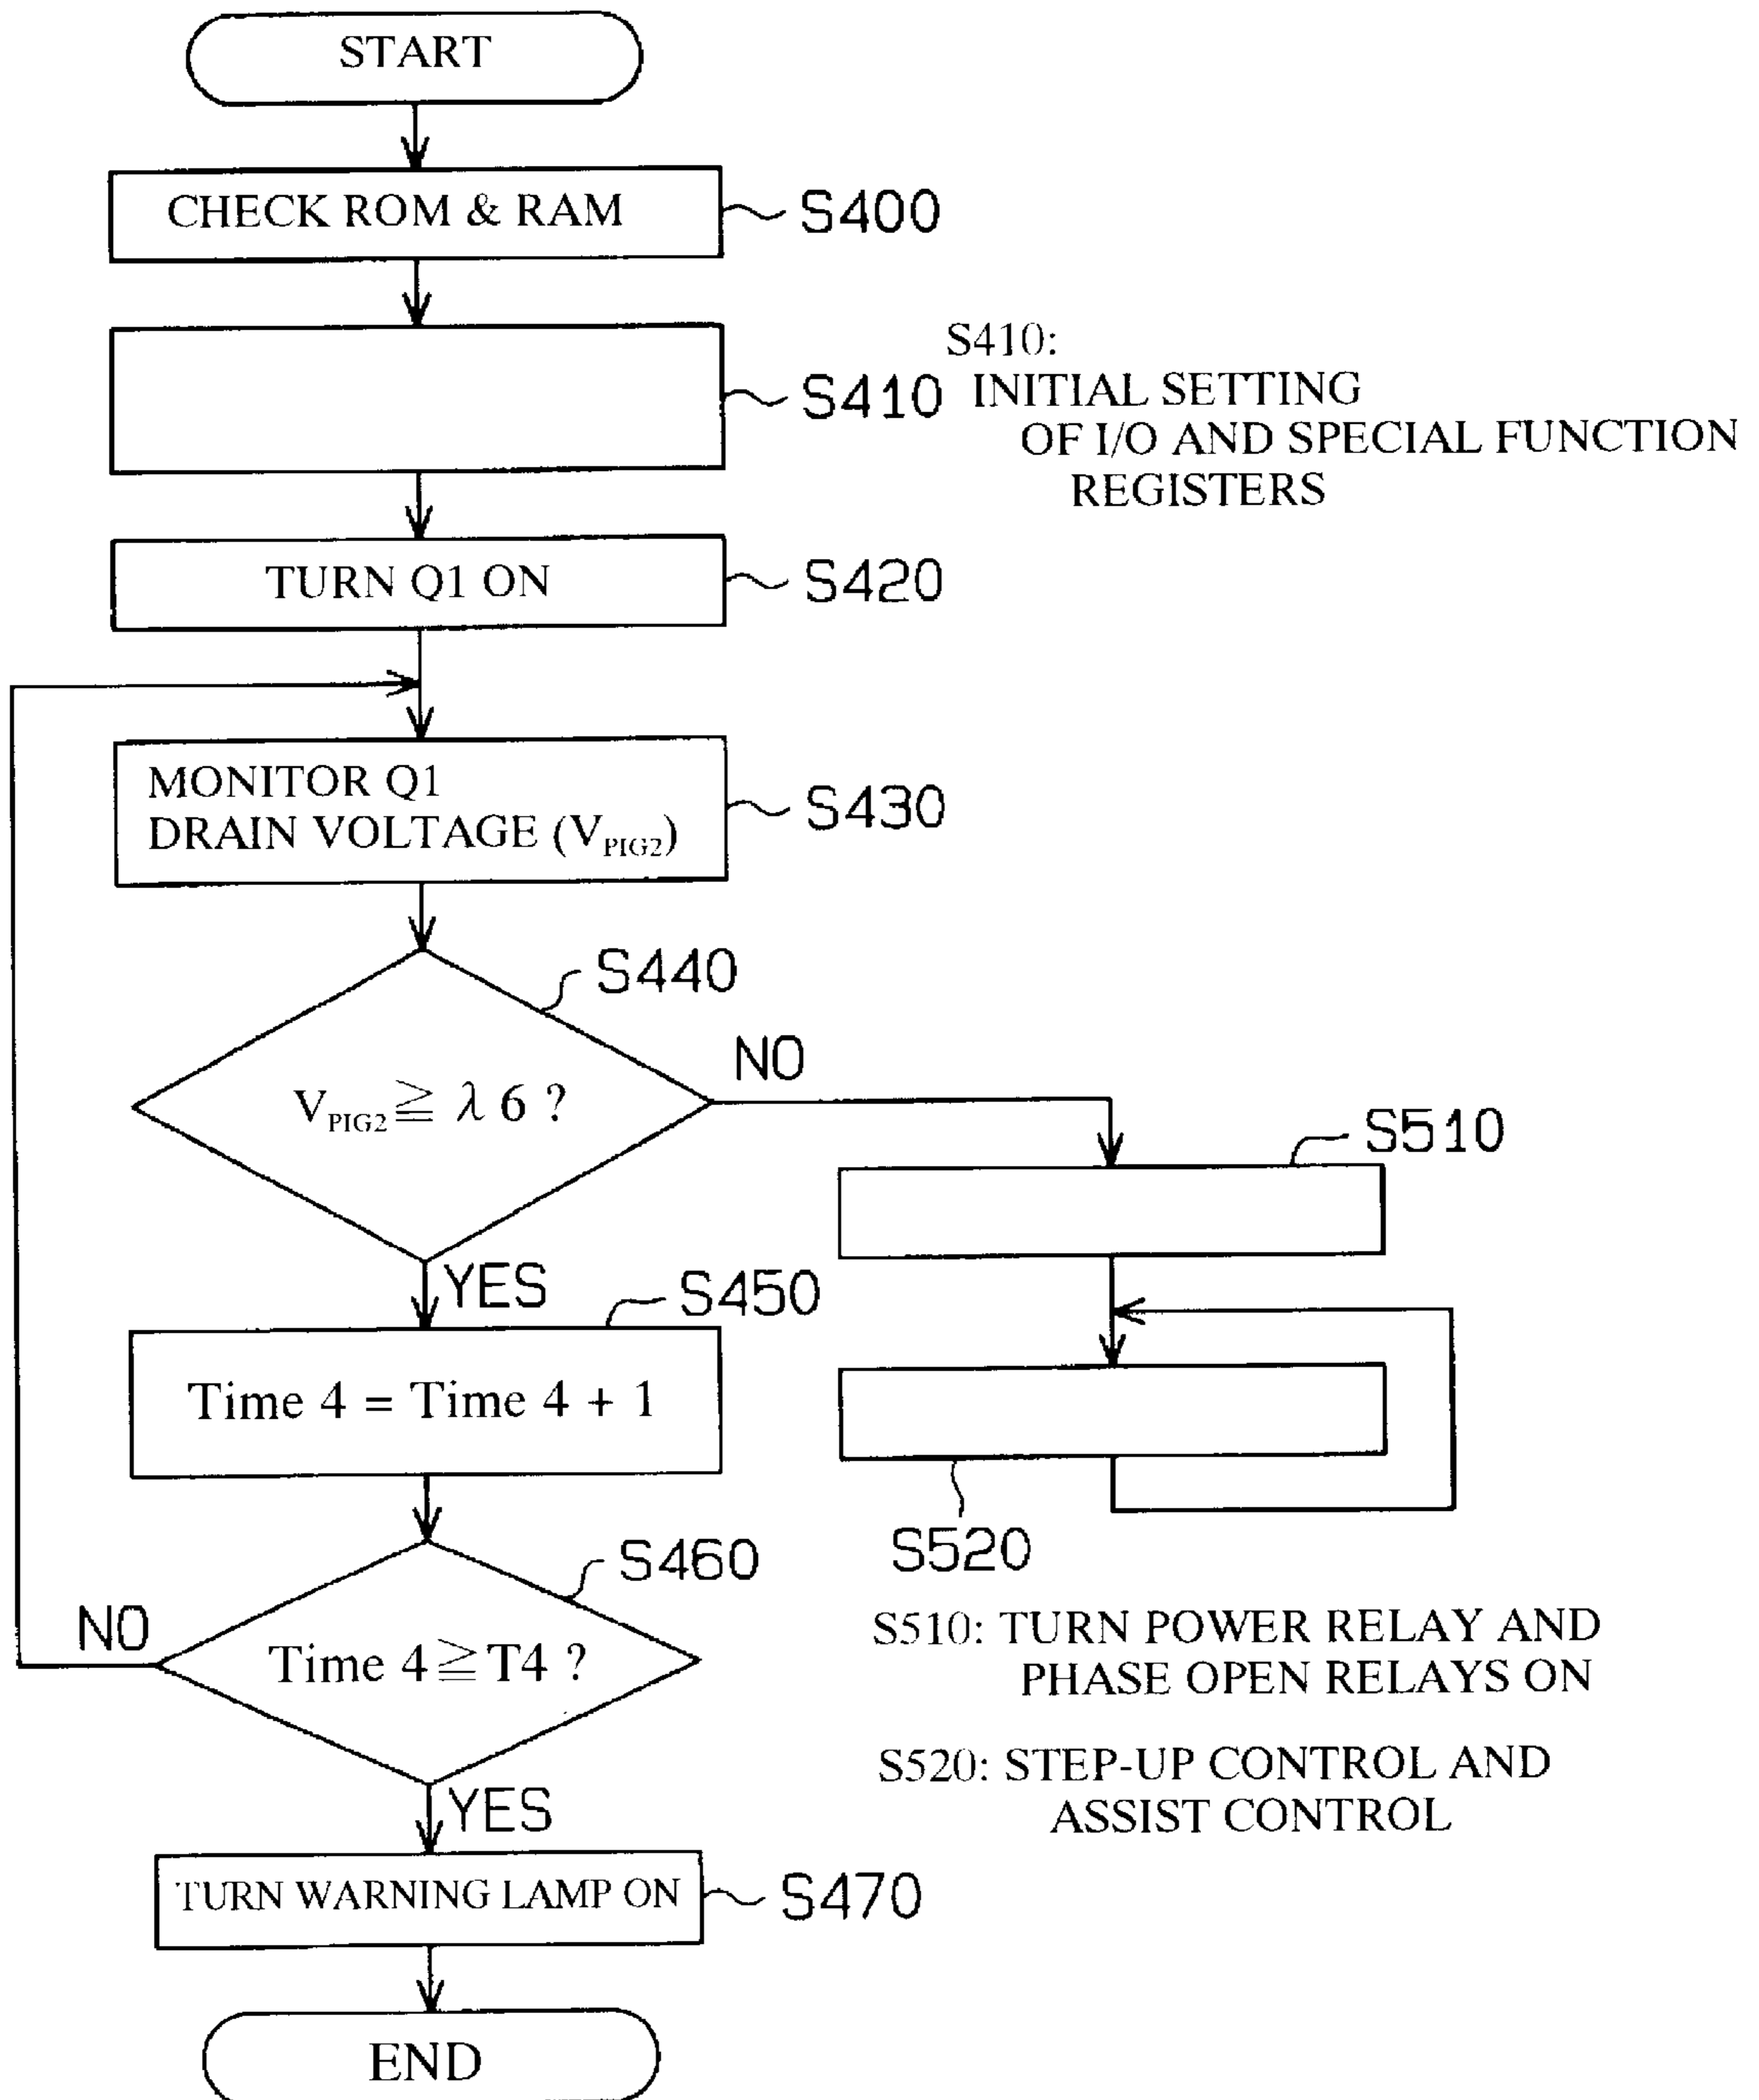 START
CHECK ROM & RAM
S400
S410
S410:
INITIAL SETTING
OF I/O AND SPECIAL FUNCTION
REGISTERS
TURN Q1 ON
S420
MONITOR Q1
DRAIN VOLTAGE (V_PIG2)
S430
S440
V_PIG2 ≧ λ 6 ?
NO
YES
S510
S450
Time 4 = Time 4 + 1
S520
S460
Time 4 ≧ T4 ?
NO
YES
S510: TURN POWER RELAY AND
PHASE OPEN RELAYS ON
S520: STEP-UP CONTROL AND
ASSIST CONTROL
TURN WARNING LAMP ON
S470
END